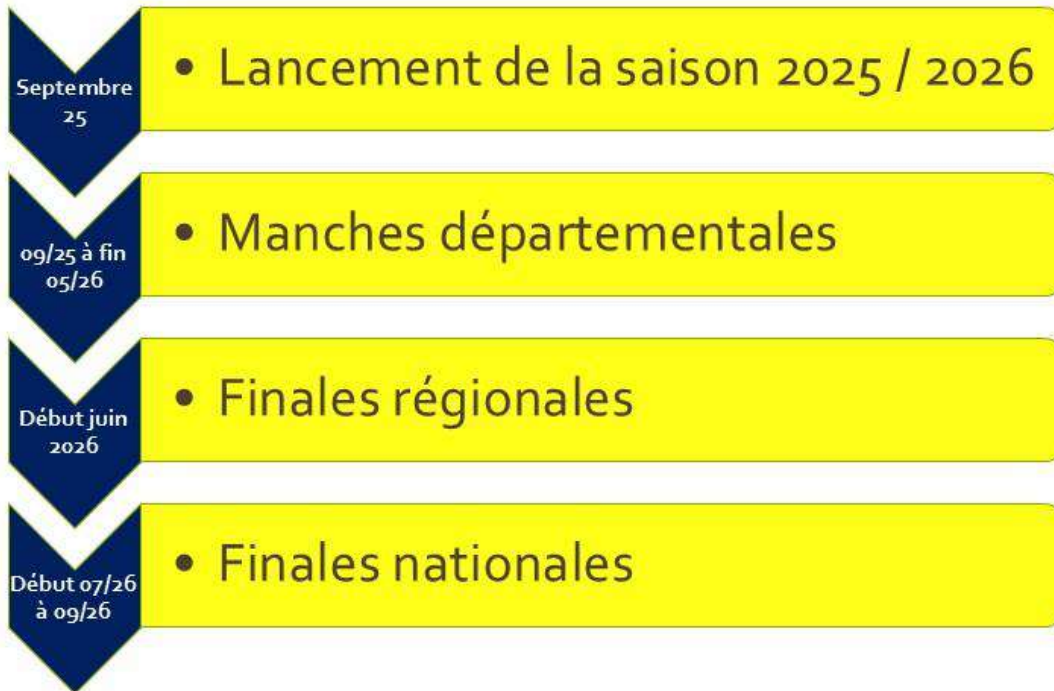 Septembre
25
• Lancement de la saison 2025 / 2026
09/25 à fin
05/26
• Manches départementales
Début juin
2026
• Finales régionales
Début 07/26
à 09/26
• Finales nationales